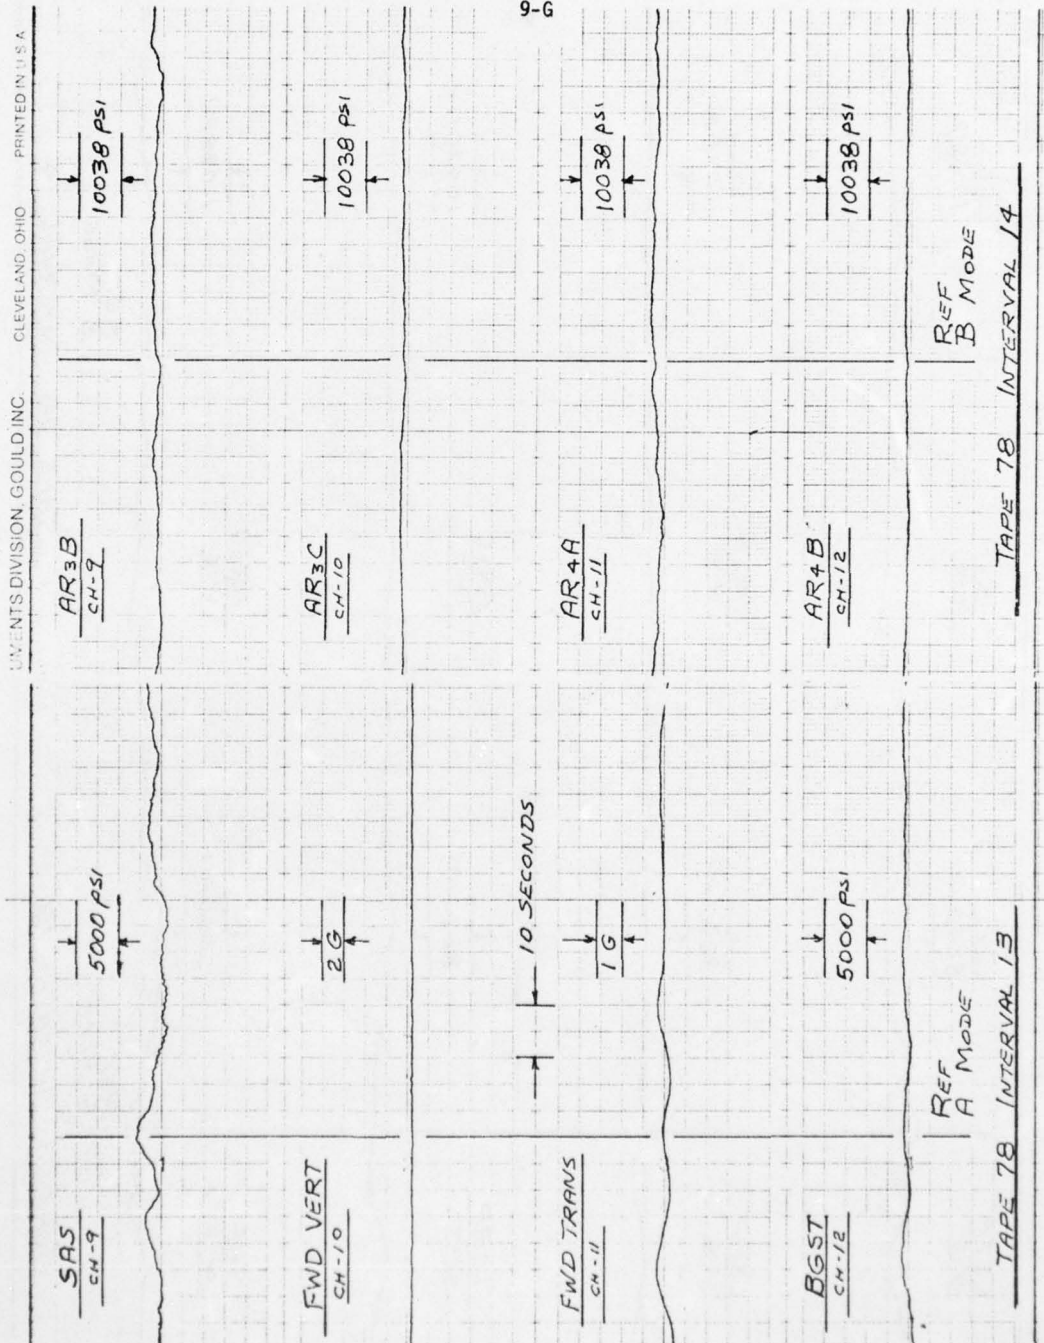 9-G
UMENTS DIVISION, GOULD INC. CLEVELAND, OHIO PRINTED IN U S A
AR3B
CH-9
10038 PSI
AR3C
CH-10
10038 PSI
AR4A
CH-11
10038 PSI
AR4B
CH-12
10038 PSI
REF
B MODE
TAPE 78 INTERVAL 14
SAS
CH-9
5000 PSI
FWD VERT
CH-10
2 G
10 SECONDS
FWD TRANS
CH-11
1 G
BGST
CH-12
5000 PSI
REF
A MODE
TAPE 78 INTERVAL 13